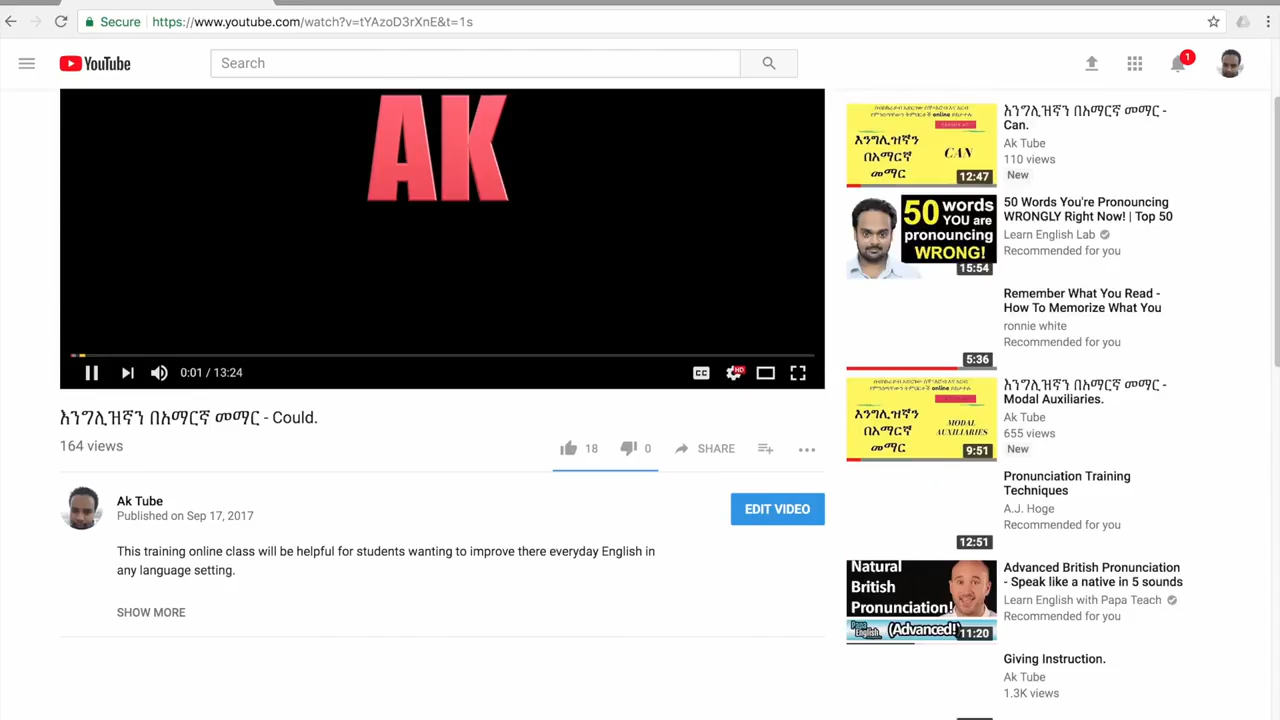 Secure
https://www.youtube.com/watch?v=tYAzoD3rXnE&t=1s
YouTube
Search
1
AK
0:01 / 13:24
CC
HD
እንግሊዝኛን በአማርኛ መማር - Could.
164 views
18
0
SHARE
Ak Tube
Published on Sep 17, 2017
EDIT VIDEO
This training online class will be helpful for students wanting to improve there everyday English in
any language setting.
SHOW MORE
እንግሊዝኛን
በአማርኛ
መማር
CAN
12:47
እንግሊዝኛን በአማርኛ መማር -
Can.
Ak Tube
110 views
New
50 words
YOU are
pronouncing
WRONG!
15:54
50 Words You're Pronouncing
WRONGLY Right Now! | Top 50
Learn English Lab
Recommended for you
Remember What You Read -
How To Memorize What You
ronnie white
Recommended for you
5:36
እንግሊዝኛን
በአማርኛ
መማር
MODAL
AUXILIARIES
9:51
እንግሊዝኛን በአማርኛ መማር -
Modal Auxiliaries.
Ak Tube
655 views
New
Pronunciation Training
Techniques
A.J. Hoge
Recommended for you
12:51
Natural
British
Pronunciation!
Papa
English
(Advanced!)
11:20
Advanced British Pronunciation
- Speak like a native in 5 sounds
Learn English with Papa Teach
Recommended for you
Giving Instruction.
Ak Tube
1.3K views